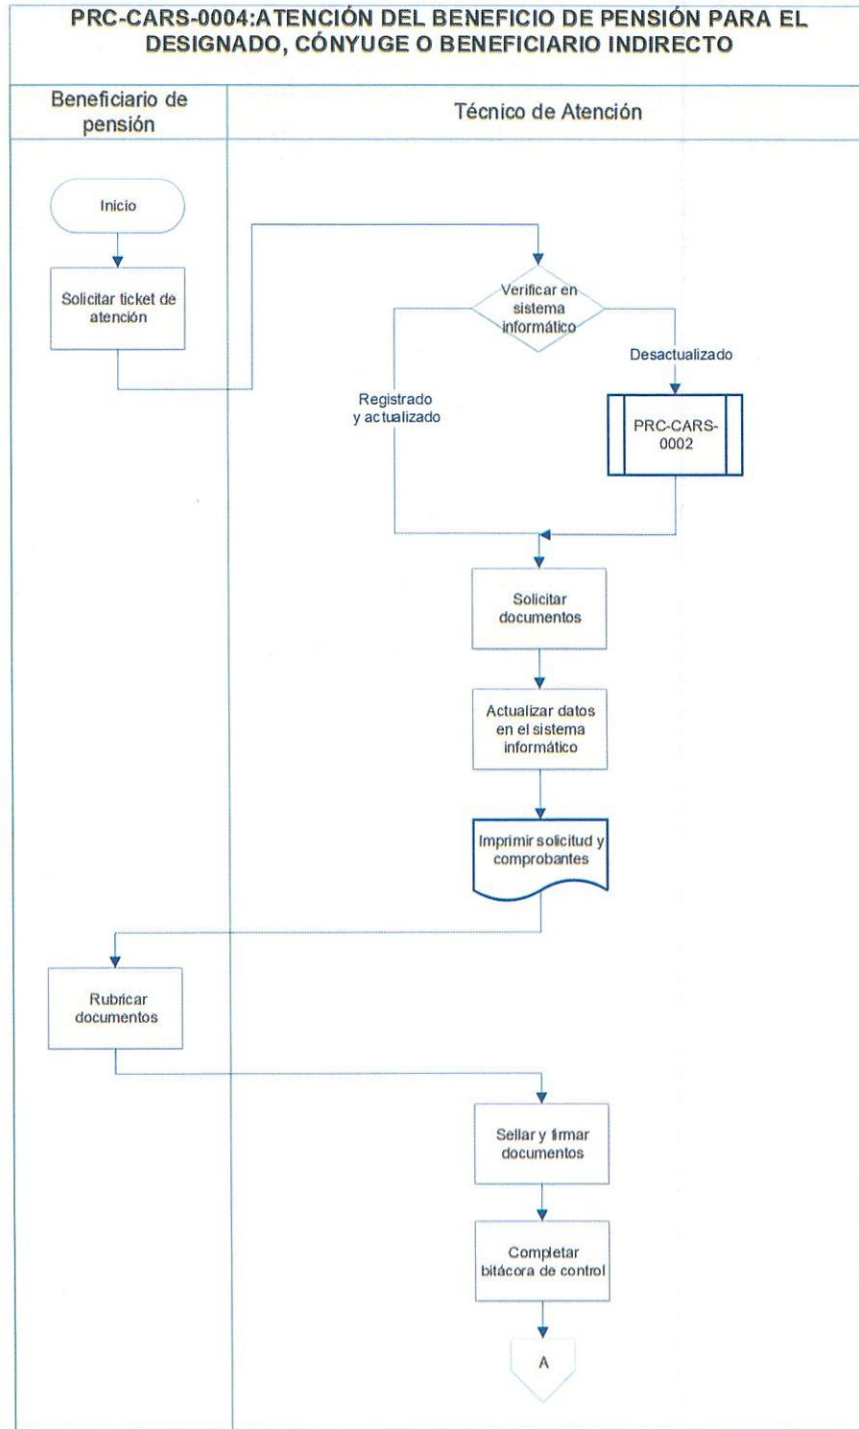 PRC-CARS-0004:ATENCIÓN DEL BENEFICIO DE PENSIÓN PARA EL
DESIGNADO, CÓNYUGE O BENEFICIARIO INDIRECTO
Beneficiario de
pensión
Técnico de Atención
Inicio
Solicitar ticket de
atención
Verificar en
sistema
informático
Desactualizado
Registrado
y actualizado
PRC-CARS-
0002
Solicitar
documentos
Actualizar datos
en el sistema
informático
Imprimir solicitud y
comprobantes
Rubricar
documentos
Sellar y firmar
documentos
Completar
bitácora de control
A